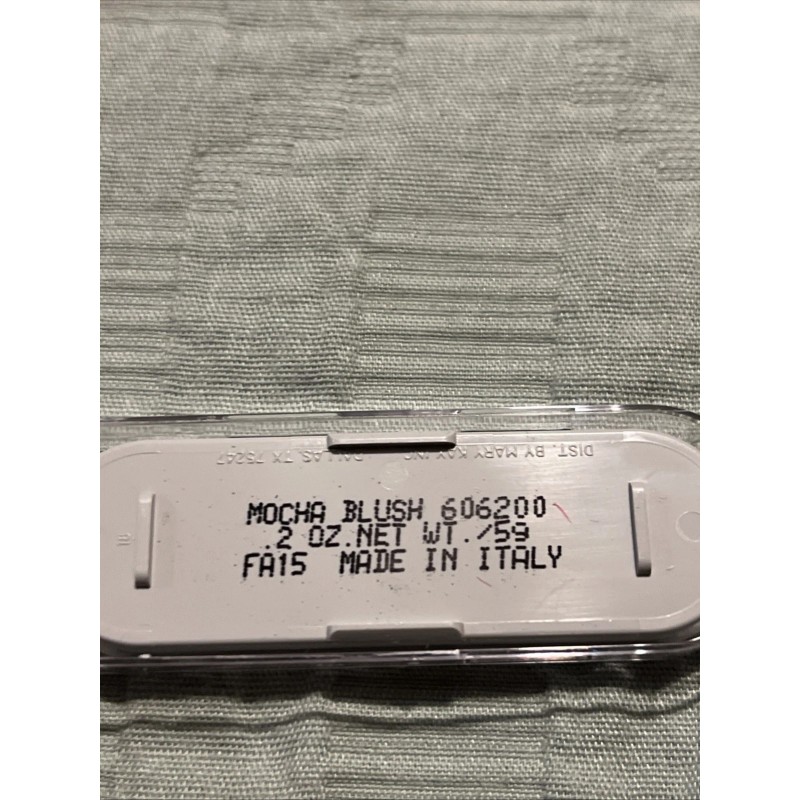 DIST. BY MARY KAY INC.
DALLAS, TX 75247
MOCHA BLUSH 606200
.2 OZ.NET WT./5g
FA15 MADE IN ITALY